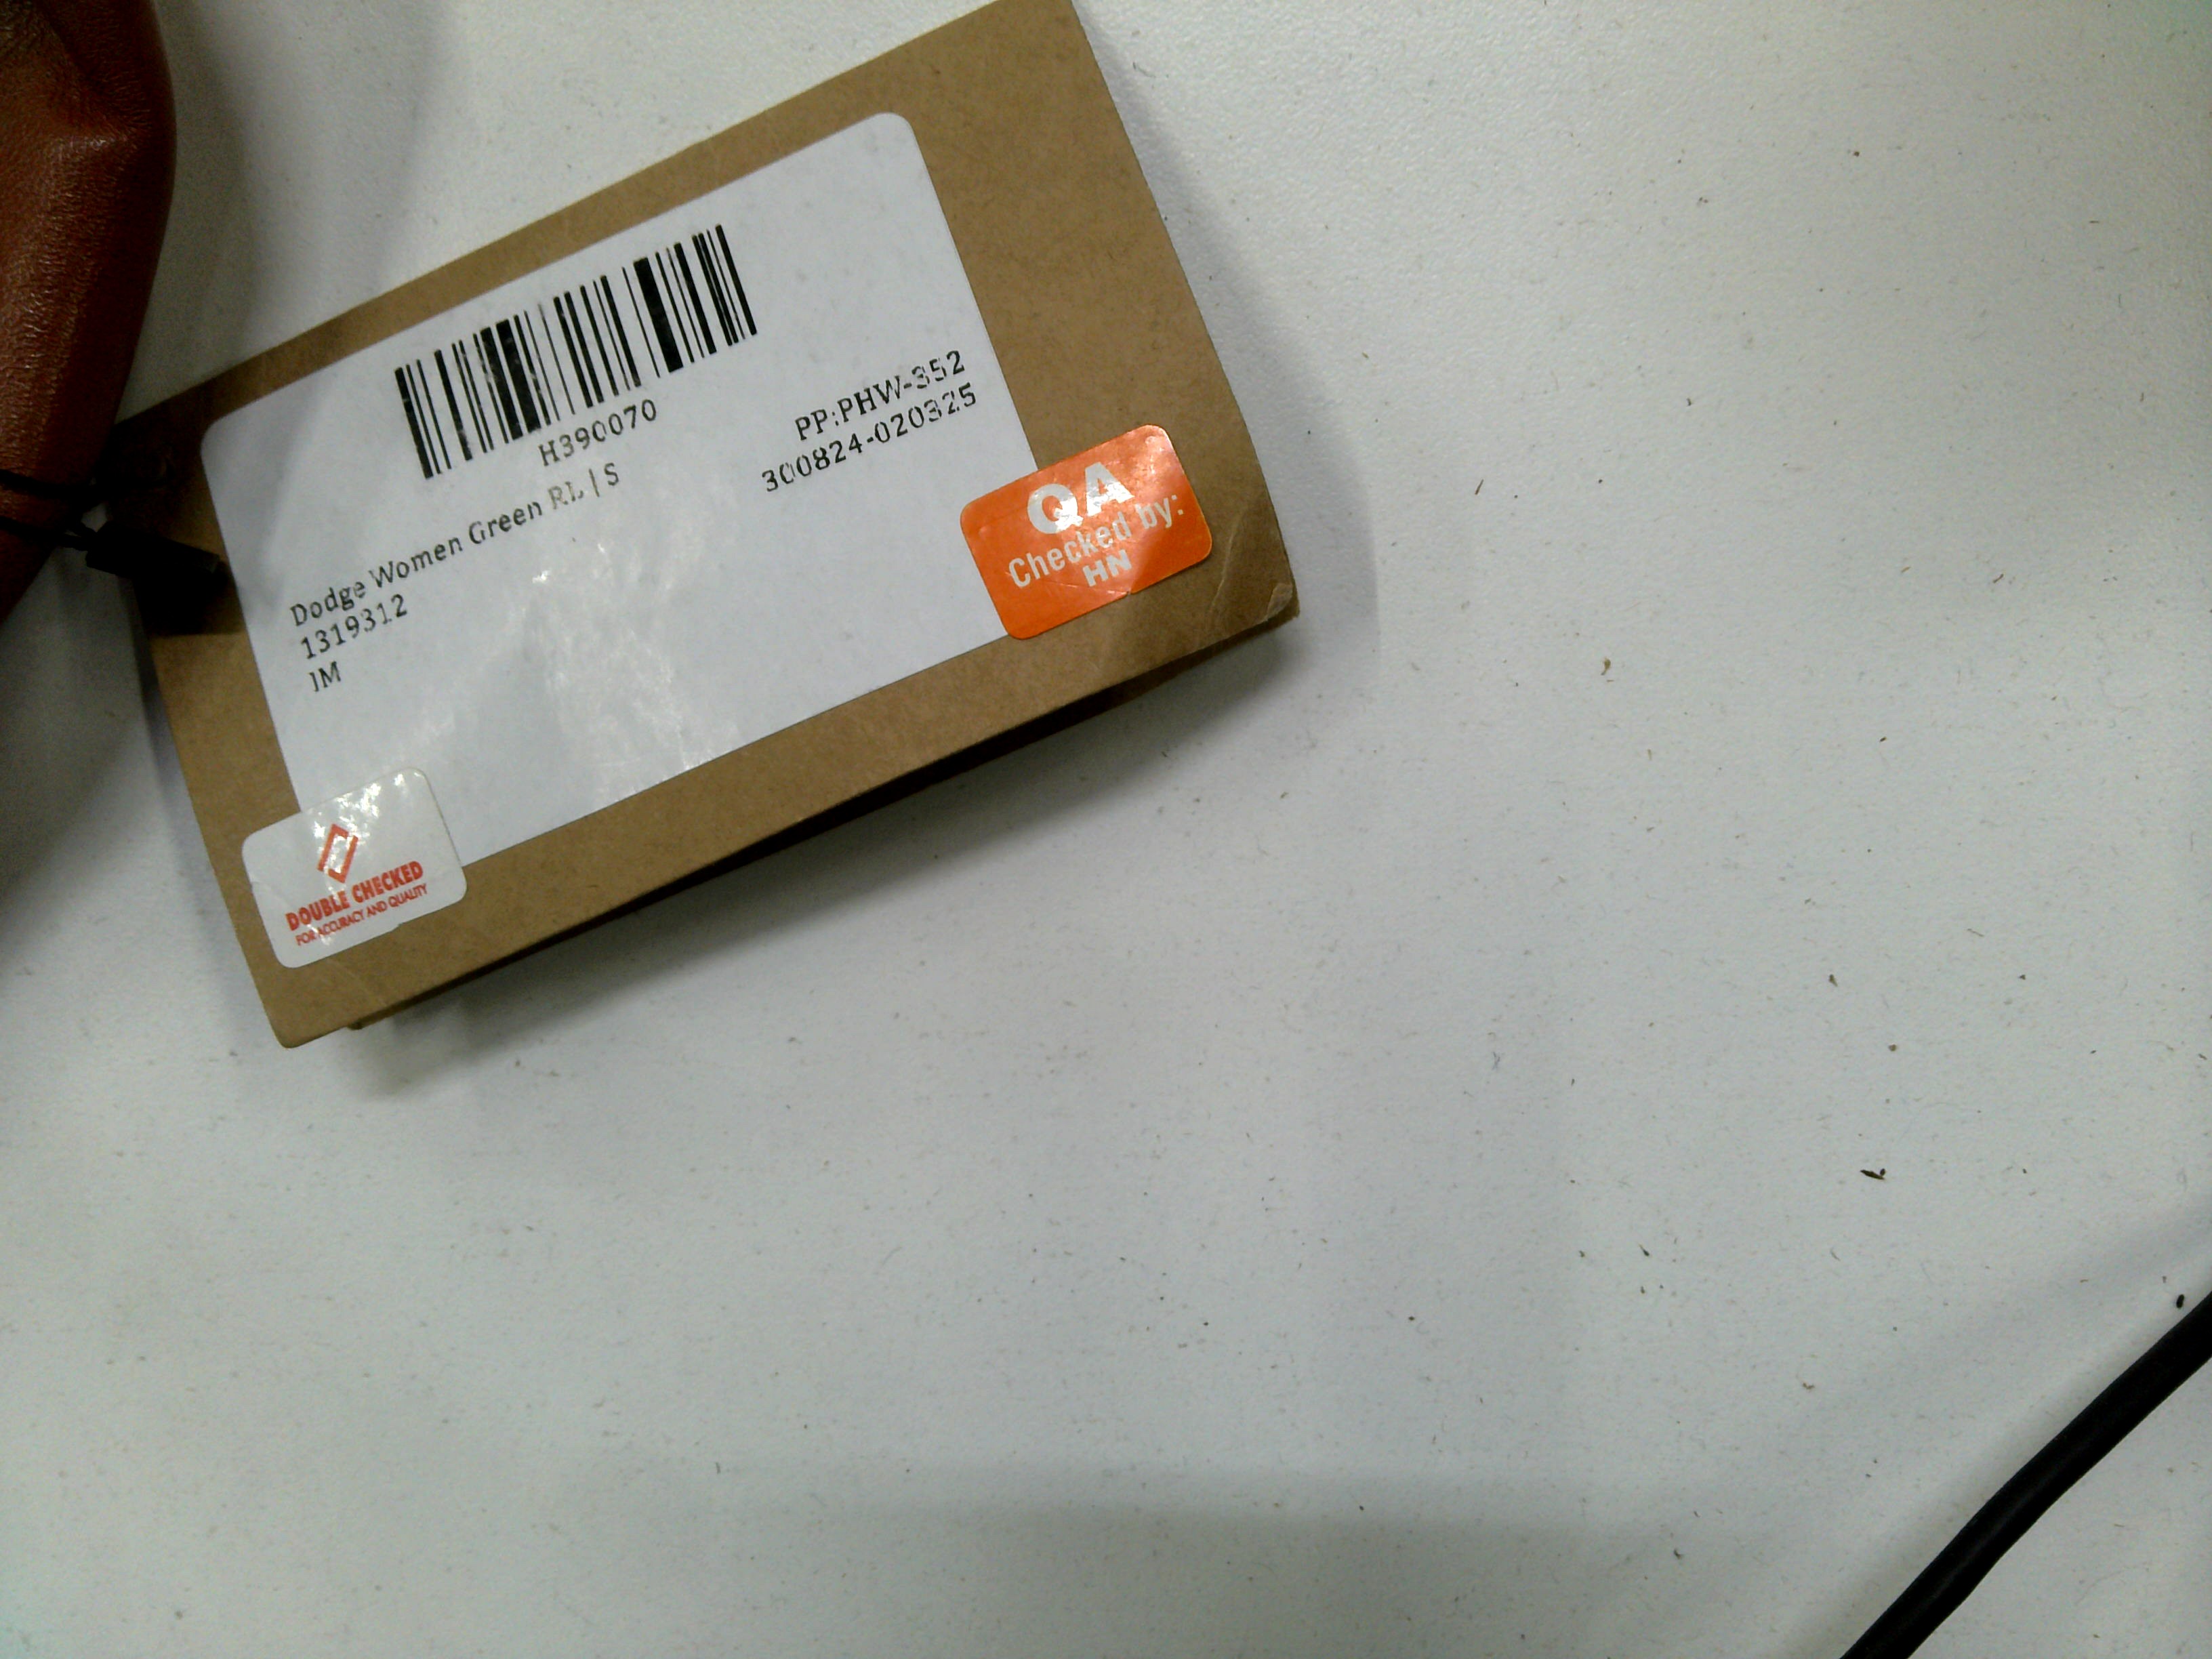 H390070
PP:PHW-352
300824-020325
Dodge Women Green RL|S
1319312
IM
QA
Checked by:
HN
DOUBLE CHECKED
FOR ACCURACY AND QUALITY